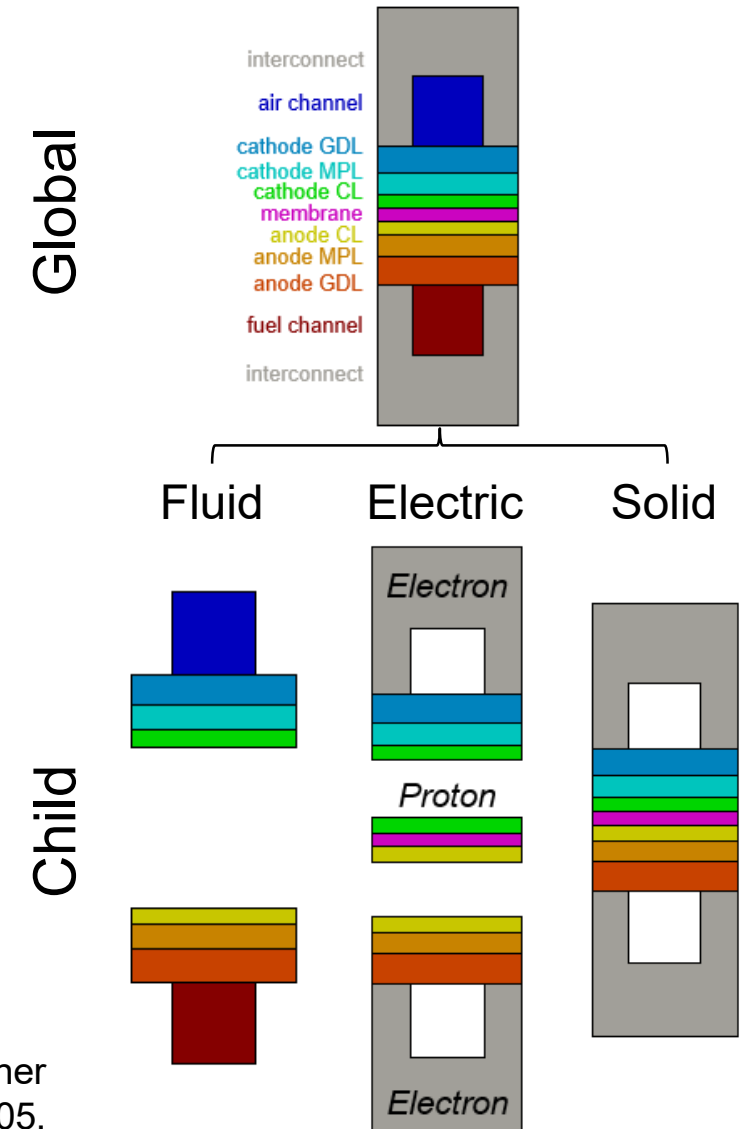 Global
interconnect
air channel
cathode GDL
cathode MPL
cathode CL
membrane
anode CL
anode MPL
anode GDL
fuel channel
interconnect
Fluid
Electric
Solid
Child
Electron
Proton
Electron
05.